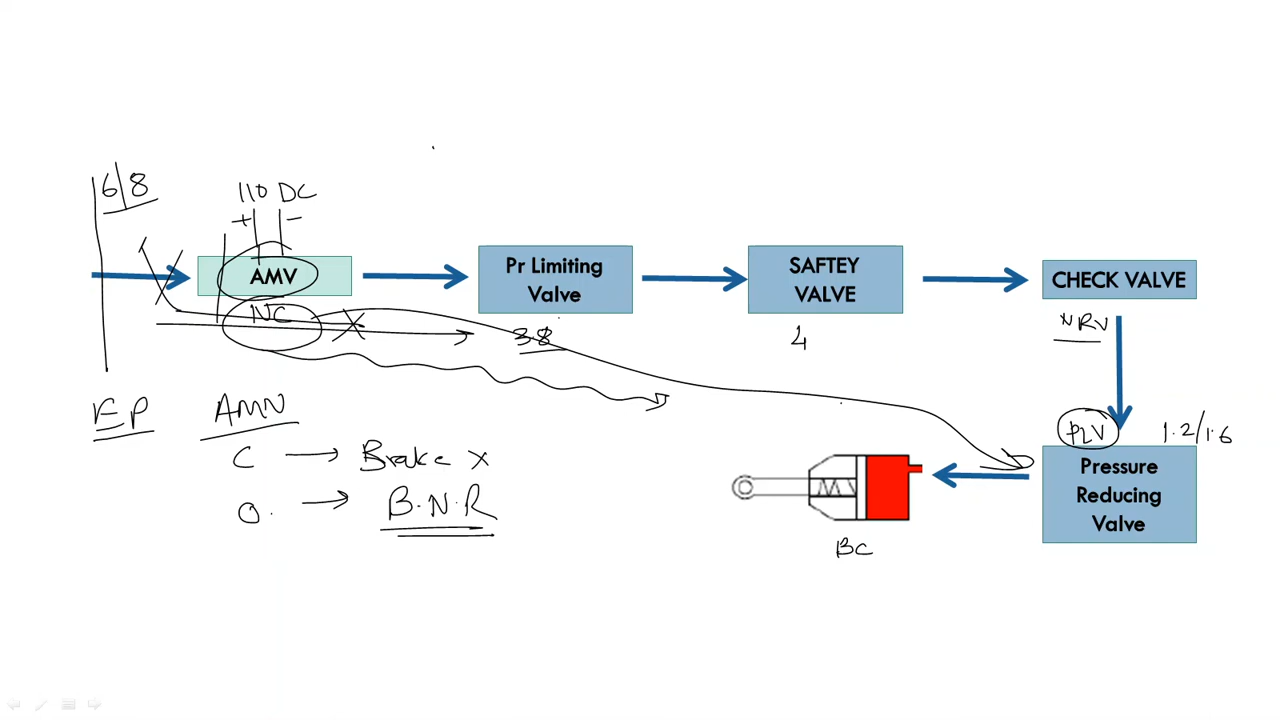 6/8
110 DC
+ -
AMV
Pr Limiting
Valve
SAFTEY
VALVE
CHECK VALVE
NC
3.8
4
NRV
EP
AMV
PLV
1.2/1.6
C → Brake x
O. → B.N.R
Pressure
Reducing
Valve
BC